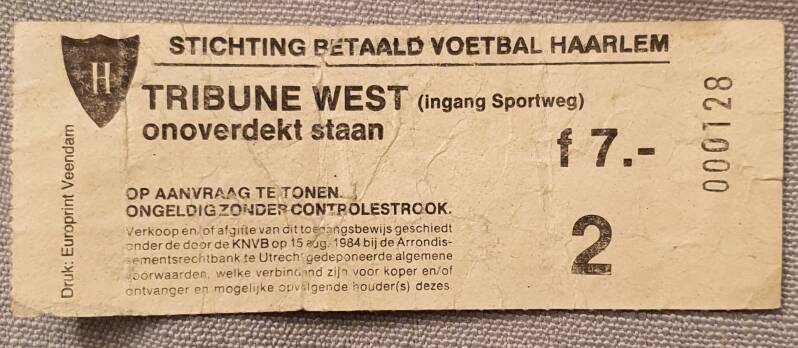 STICHTING BETAALD VOETBAL HAARLEM
H
TRIBUNE WEST (ingang Sportweg)
onoverdekt staan
f 7.-
000128
OP AANVRAAG TE TONEN.
ONGELDIG ZONDER CONTROLESTROOK.
Verkoop en/of afgifte van dit toegangsbewijs geschiedt
onder de door de KNVB op 15 aug. 1984 bij de Arrondis-
sementsrechtbank te Utrecht gedeponeerde algemene
voorwaarden, welke verbindend zijn voor koper en/of
ontvanger en mogelijke opvolgende houder(s) dezes.
2
Druk: Europrint Veendam